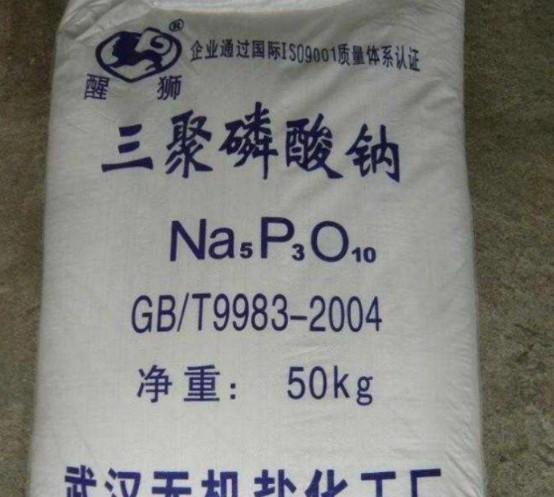 企业通过国际ISO9001质量体系认证
醒狮
®
三聚磷酸钠
Na₅P₃O₁₀
GB/T9983-2004
净重: 50kg
武汉无机盐化工厂